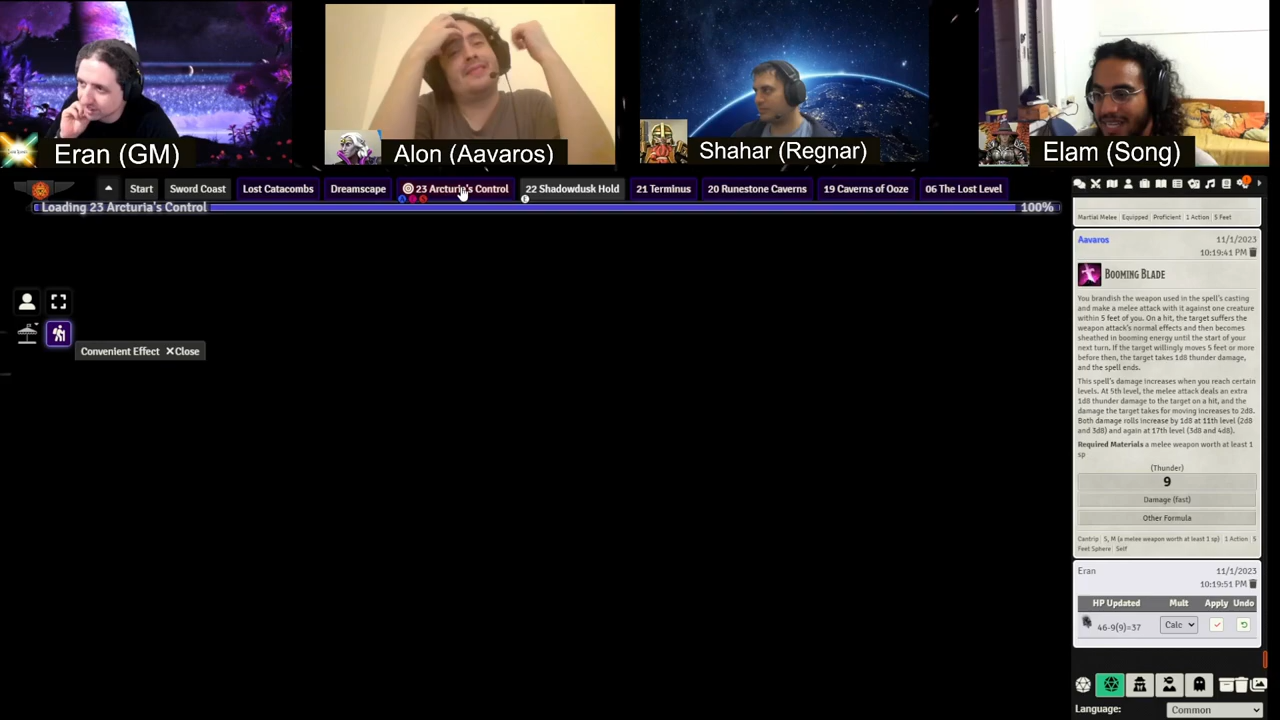 Eran (GM)
Alon (Aavaros)
Shahar (Regnar)
Elam (Song)
Start
Sword Coast
Lost Catacombs
Dreamscape
23 Arcturia's Control
22 Shadowdusk Hold
21 Terminus
20 Runestone Caverns
19 Caverns of Ooze
06 The Lost Level
Loading 23 Arcturia's Control
100%
Convenient Effect ✕Close
Martial Melee Equipped Proficient 1 Action 5 Feet
Aavaros
11/1/2023
10:19:41 PM
Booming Blade
You brandish the weapon used in the spell's casting
and make a melee attack with it against one creature
within 5 feet of you. On a hit, the target suffers the
weapon attack's normal effects and then becomes
sheathed in booming energy until the start of your
next turn. If the target willingly moves 5 feet or more
before then, the target takes 1d8 thunder damage,
and the spell ends.
This spell's damage increases when you reach certain
levels. At 5th level, the melee attack deals an extra
1d8 thunder damage to the target on a hit, and the
damage the target takes for moving increases to 2d8.
Both damage rolls increase by 1d8 at 11th level (2d8
and 3d8) and again at 17th level (3d8 and 4d8).
Required Materials a melee weapon worth at least 1
sp
(Thunder)
9
Damage (fast)
Other Formula
Cantrip S, M (a melee weapon worth at least 1 sp) 1 Action 5
Feet Sphere Self
Eran
11/1/2023
10:19:51 PM
HP Updated Mult Apply Undo
46-9(9)=37 Calc
Language: Common